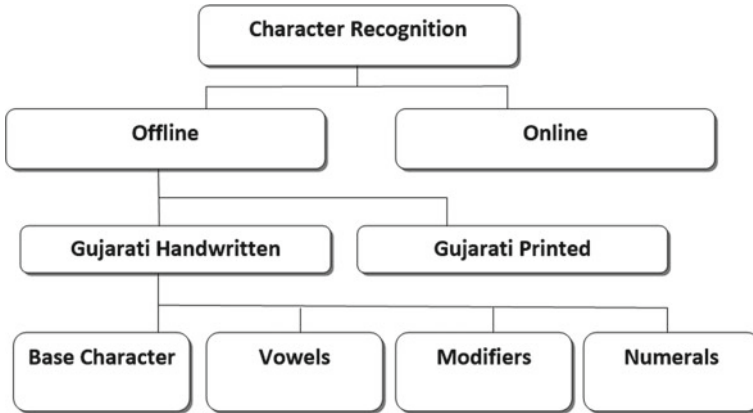 Character Recognition
Offline
Online
Gujarati Handwritten
Gujarati Printed
Base Character
Vowels
Modifiers
Numerals